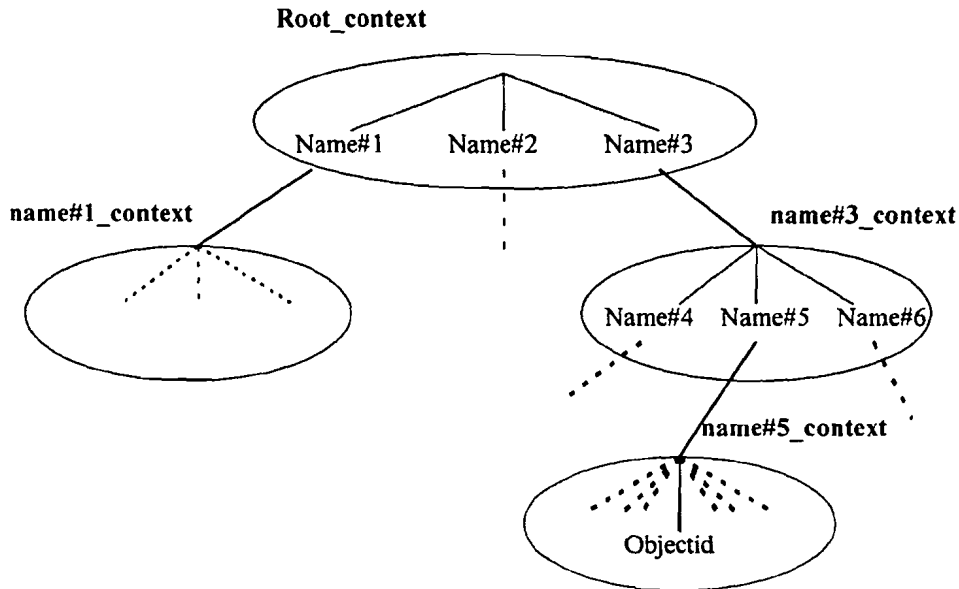 Root_context
Name#1 Name#2 Name#3
name#1_context
name#3_context
Name#4 Name#5 Name#6
name#5_context
Objectid